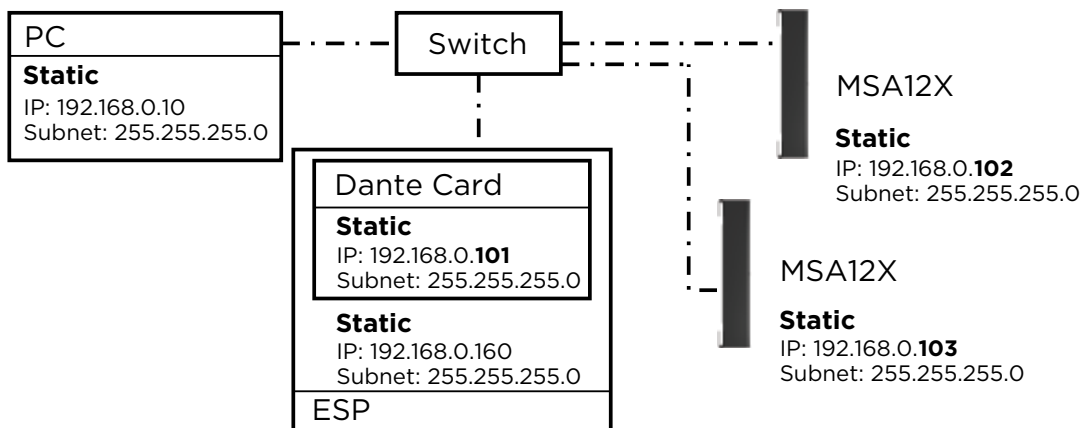 PC
Static
IP: 192.168.0.10
Subnet: 255.255.255.0
Switch
MSA12X
Static
IP: 192.168.0.102
Subnet: 255.255.255.0
Dante Card
Static
IP: 192.168.0.101
Subnet: 255.255.255.0
Static
IP: 192.168.0.160
Subnet: 255.255.255.0
ESP
MSA12X
Static
IP: 192.168.0.103
Subnet: 255.255.255.0